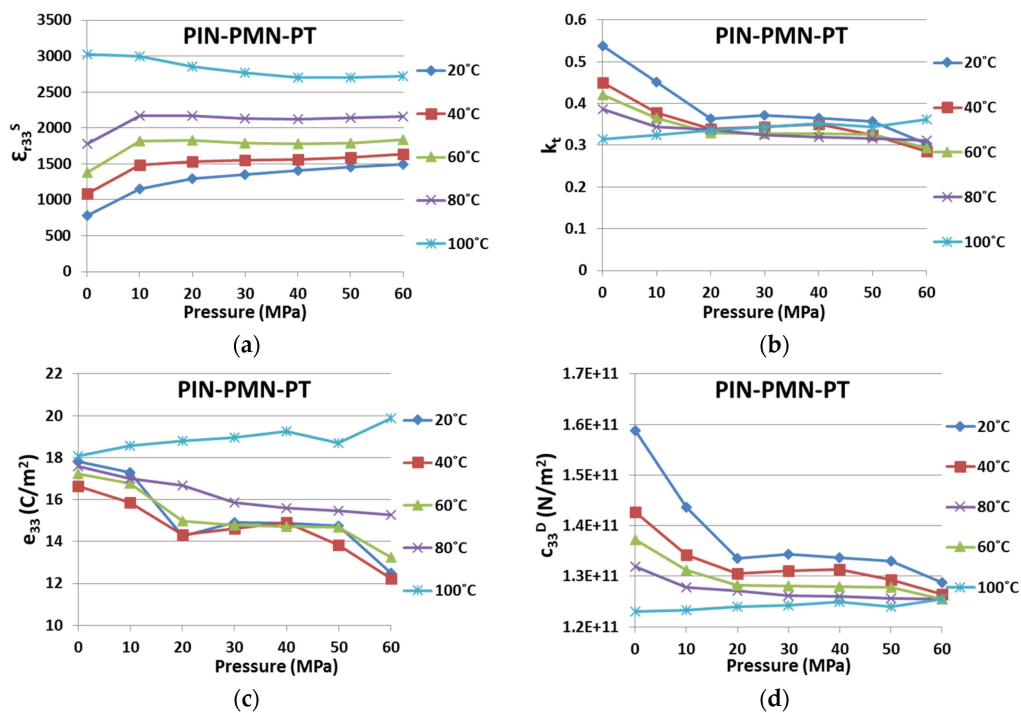 PIN-PMN-PT
3500
3000
2500
2000
1500
1000
500
0
εr33S
0 10 20 30 40 50 60
Pressure (MPa)
20˚C
40˚C
60˚C
80˚C
100˚C
(a)
PIN-PMN-PT
0.6
0.5
0.4
0.3
0.2
0.1
0
kt
0 10 20 30 40 50 60
Pressure (MPa)
20˚C
40˚C
60˚C
80˚C
100˚C
(b)
PIN-PMN-PT
22
20
18
16
14
12
10
e33 (C/m2)
0 10 20 30 40 50 60
Pressure (MPa)
20˚C
40˚C
60˚C
80˚C
100˚C
(c)
PIN-PMN-PT
1.7E+11
1.6E+11
1.5E+11
1.4E+11
1.3E+11
1.2E+11
c33D (N/m2)
0 10 20 30 40 50 60
Pressure (MPa)
20˚C
40˚C
80˚C
60˚C
100˚C
(d)